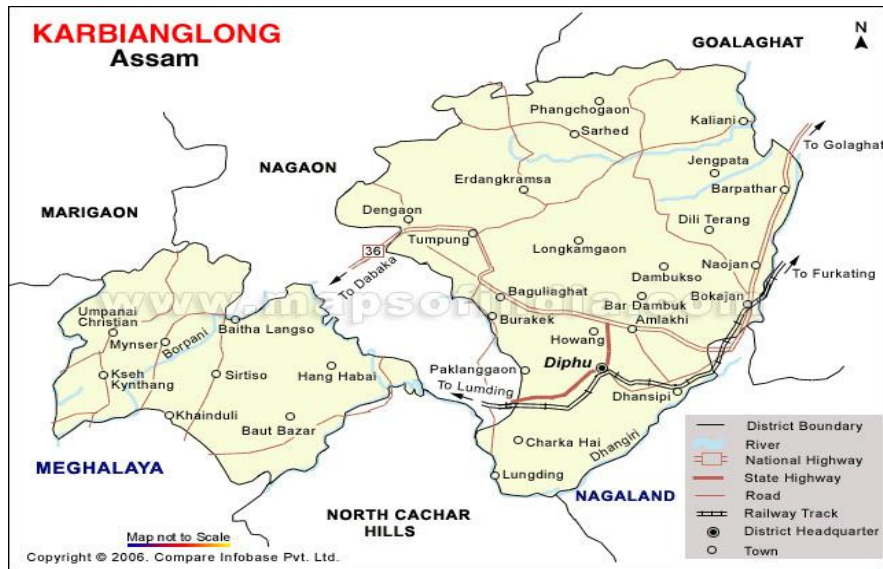 KARBIANGLONG
Assam
GOALAGHAT
N
Phangchogaon
Sarhed
Kaliani
To Golaghat
NAGAON
Jengpata
Erdangkramsa
Barpathar
MARIGAON
Dengaon
Dili Terang
Tumpung
36
Longkamgaon
To Dabaka
Dambukso
Naojan
To Furkating
www.mapsofindia.com
Baguliaghat
Bar Dambuk
Bokajan
Umpanai
Christian
Borpani
Baitha Langso
Burakek
Amlakhi
Mynser
Howang
Diphu
Kseh
Kynthang
Sirtiso
Hang Habai
Paklanggaon
To Lumding
Dhansipi
Khainduli
Baut Bazar
Charka Hai
Dhangiri
MEGHALAYA
Lungding
NAGALAND
NORTH CACHAR
HILLS
District Boundary
River
National Highway
State Highway
Road
Railway Track
District Headquarter
Town
Map not to Scale
Copyright © 2006. Compare Infobase Pvt. Ltd.